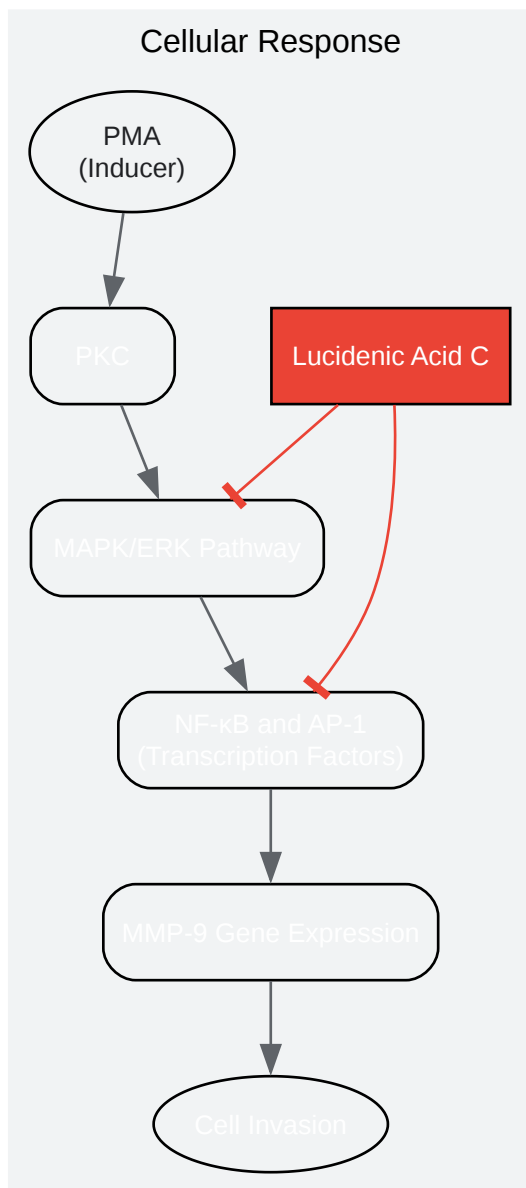 Cellular Response
PMA
(Inducer)
PKC
Lucidenic Acid C
MAPK/ERK Pathway
NF-κB and AP-1
(Transcription Factors)
MMP-9 Gene Expression
Cell Invasion